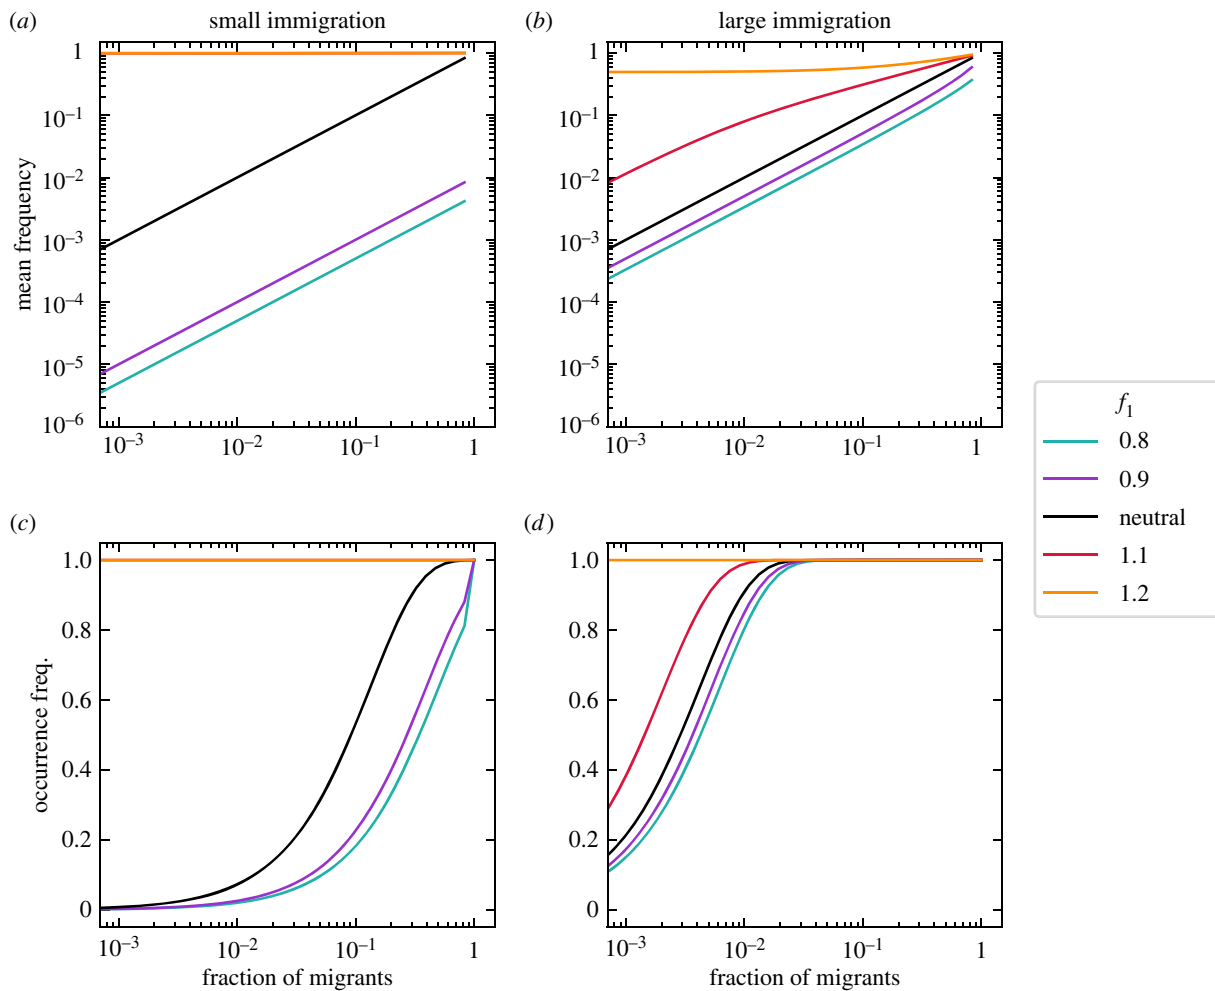 (a) small immigration
(b) large immigration
mean frequency
1
10⁻¹
10⁻²
10⁻³
10⁻⁴
10⁻⁵
10⁻⁶
10⁻³ 10⁻² 10⁻¹ 1
1
10⁻¹
10⁻²
10⁻³
10⁻⁴
10⁻⁵
10⁻⁶
10⁻³ 10⁻² 10⁻¹ 1
f₁
0.8
0.9
neutral
1.1
1.2
(c)
occurrence freq.
1.0
0.8
0.6
0.4
0.2
0
10⁻³ 10⁻² 10⁻¹ 1
fraction of migrants
(d)
1.0
0.8
0.6
0.4
0.2
0
10⁻³ 10⁻² 10⁻¹ 1
fraction of migrants